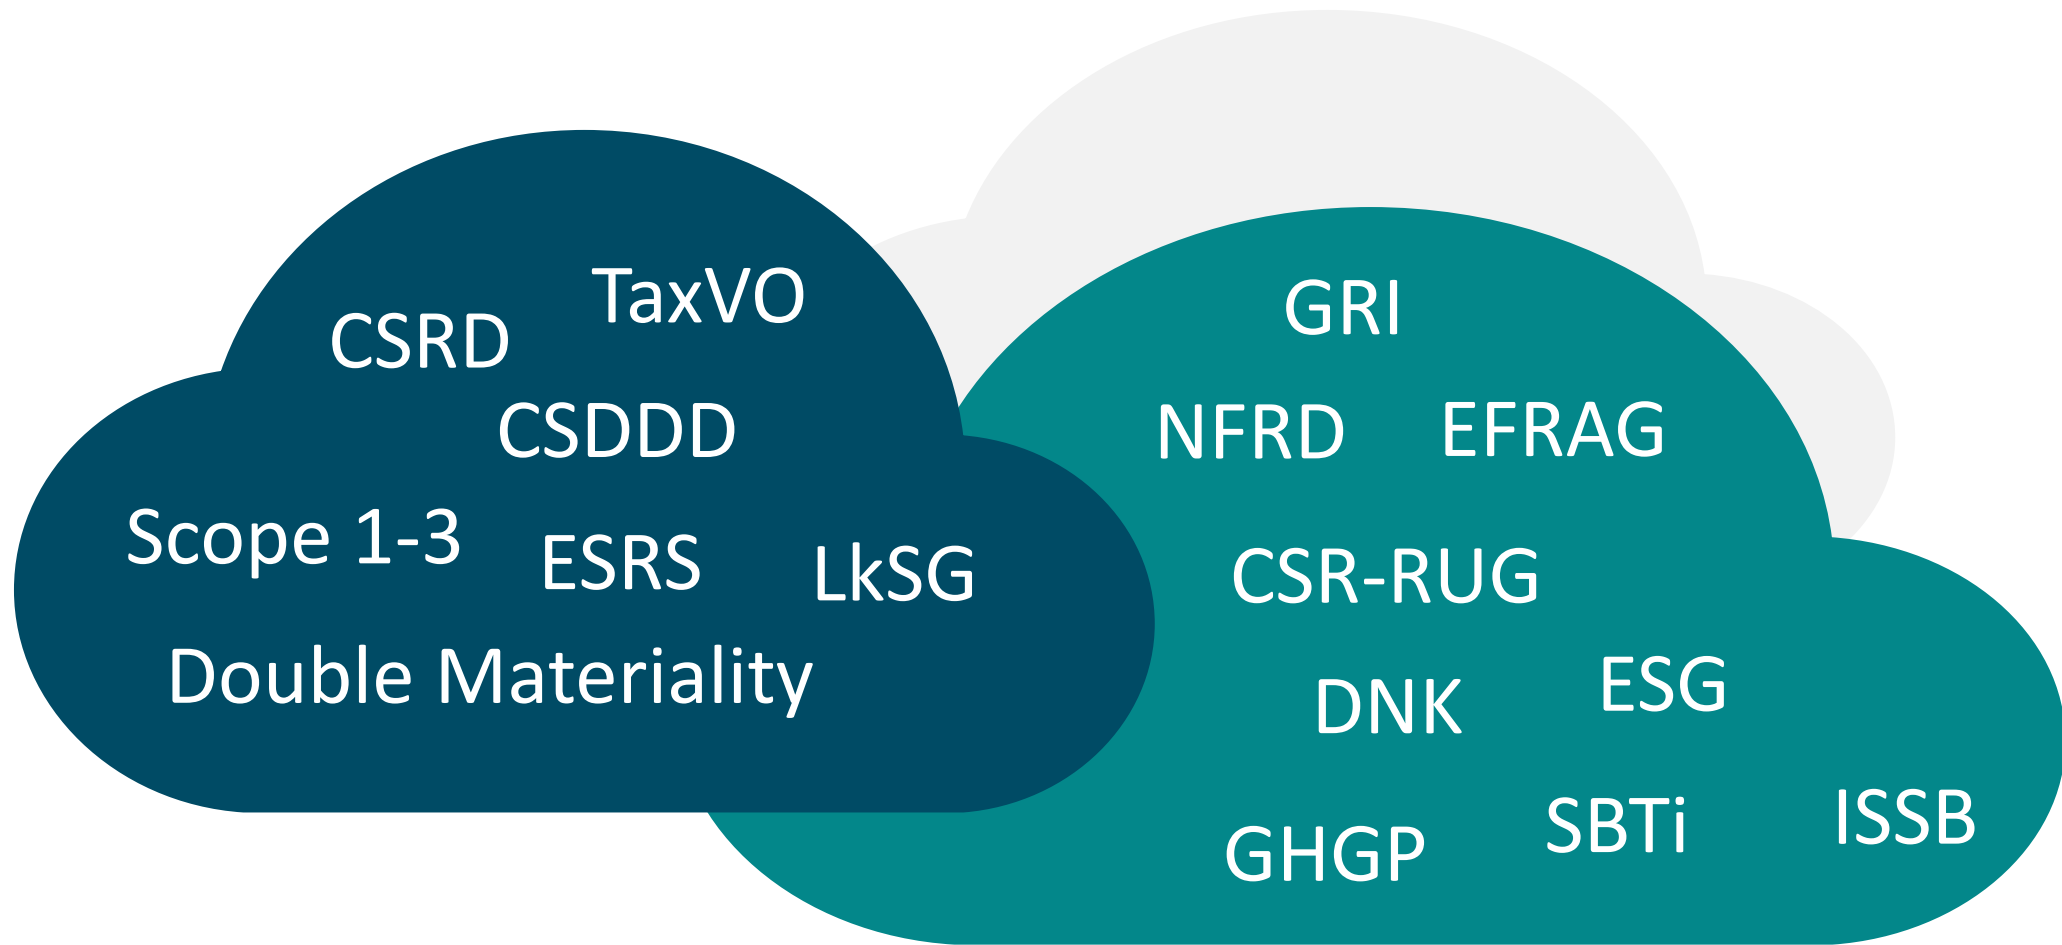 TaxVO
CSRD
CSDDD
Scope 1-3
ESRS
LkSG
Double Materiality
GRI
NFRD
EFRAG
CSR-RUG
ESG
DNK
SBTi
ISSB
GHGP